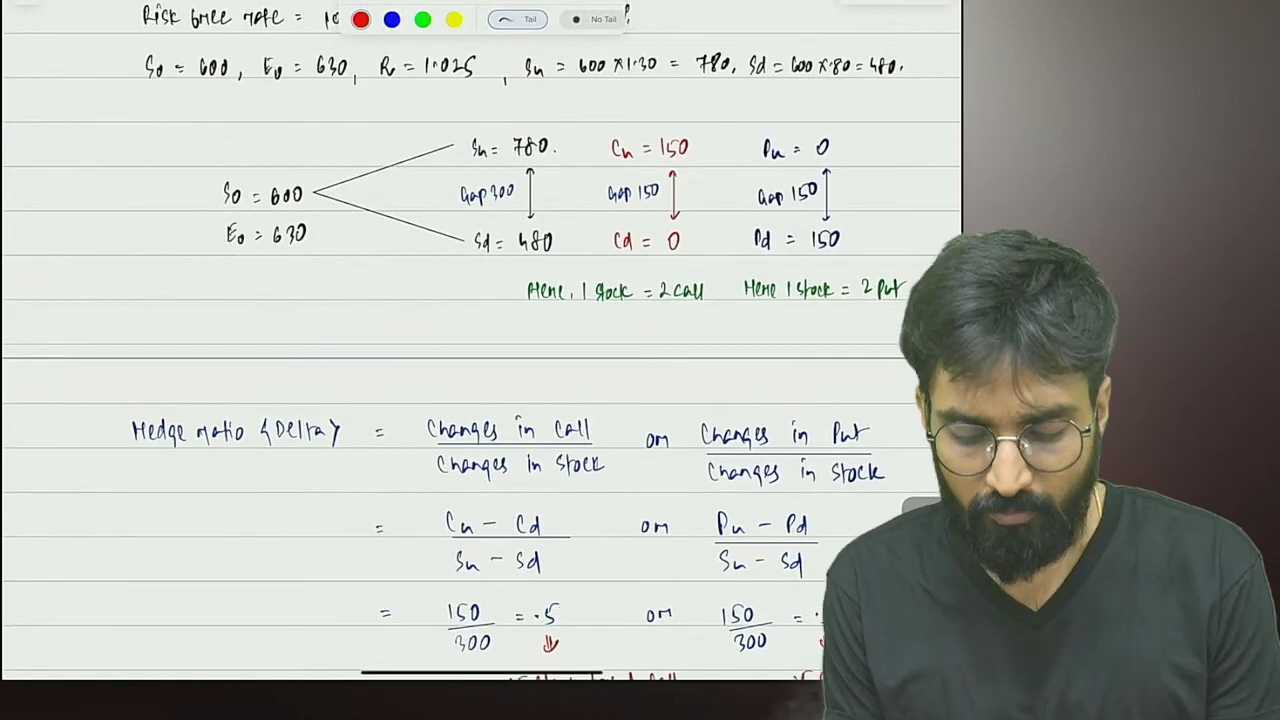 Risk free rate = 10
Tail
No Tail
S0 = 600, E0 = 630, R = 1.025, Su = 600 x 1.30 = 780, Sd = 600 x .80 = 480.
Su = 780.
Cu = 150
Pu = 0
S0 = 600
Gap 300
Gap 150
Gap 150
E0 = 630
Sd = 480
Cd = 0
Pd = 150
Here, 1 stock = 2 call
Here 1 stock = 2 Put
Hedge ratio {Delta} = Changes in Call / Changes in stock or Changes in Put / Changes in stock
= Cu - Cd / Su - Sd or Pu - Pd / Su - Sd
= 150 / 300 = .5 or 150 / 300 = .